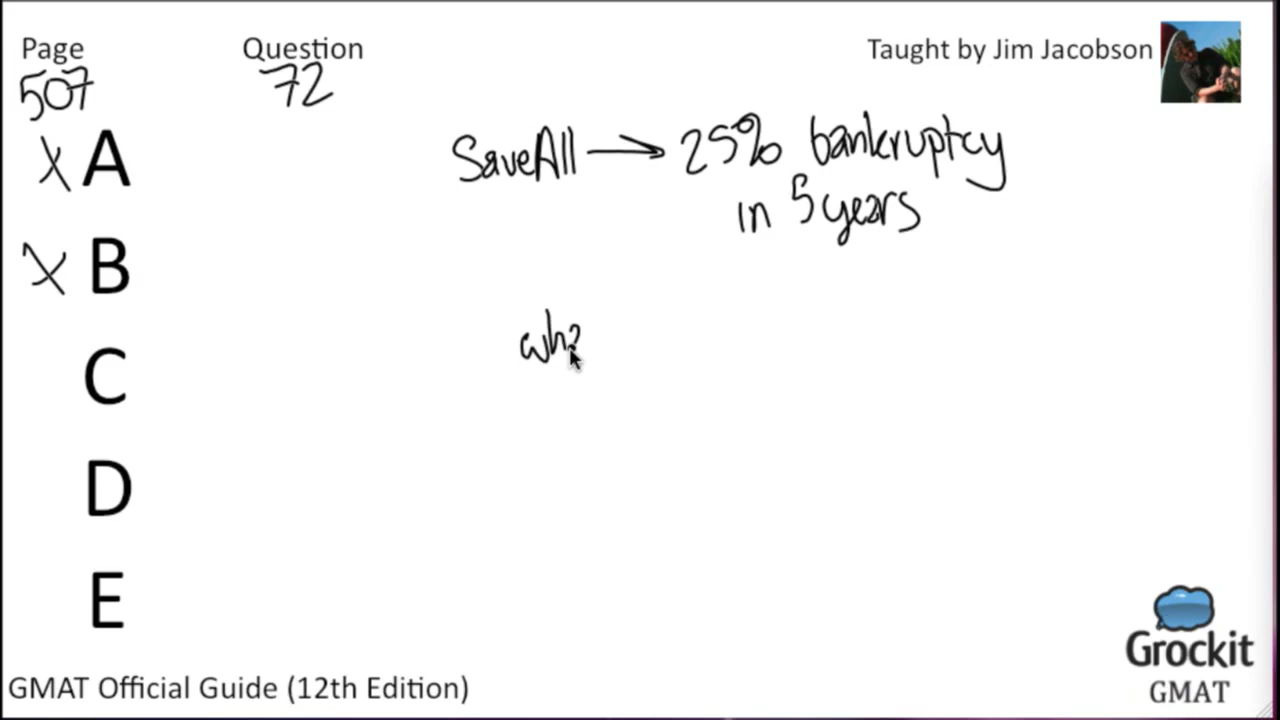 Page Question Taught by Jim Jacobson
507 72
X A
SaveAll → 25% bankruptcy
in 5 years
X B
C
D
E
Grockit
GMAT
GMAT Official Guide (12th Edition)